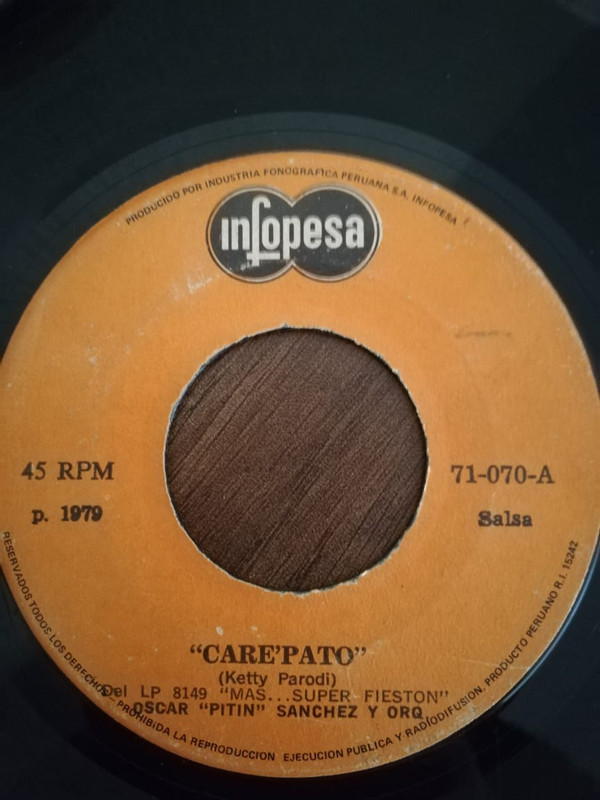 PRODUCIDO POR INDUSTRIA FONOGRAFICA PERUANA S.A. INFOPESA
infopesa
45 RPM
71-070-A
p. 1979
Salsa
"CARE'PATO"
(Ketty Parodi)
Del LP 8149 "MAS...SUPER FIESTON"
OSCAR "PITIN" SANCHEZ Y ORQ
RESERVADOS TODOS LOS DERECHOS PROHIBIDA LA REPRODUCCION EJECUCION PUBLICA Y RADIODIFUSION. PRODUCTO PERUANO R.I. 15242